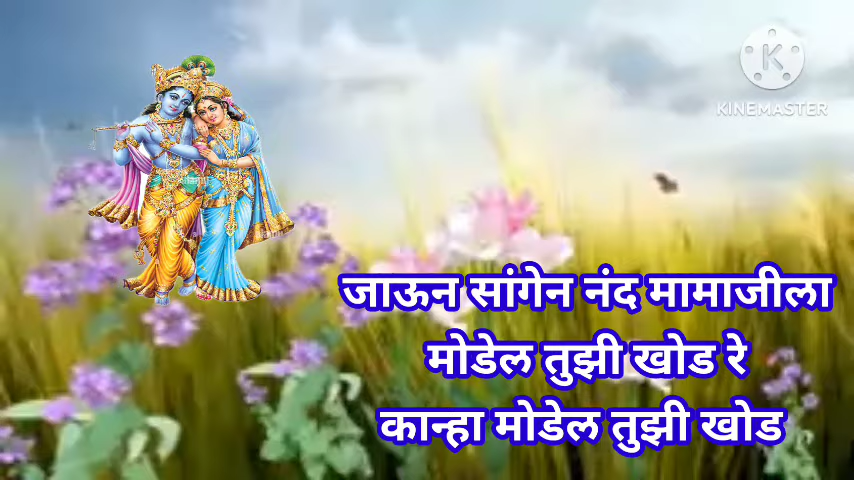 KINEMASTER
जाऊन सांगेन नंद मामाजीला
मोडेल तुझी खोड रे
कान्हा मोडेल तुझी खोड